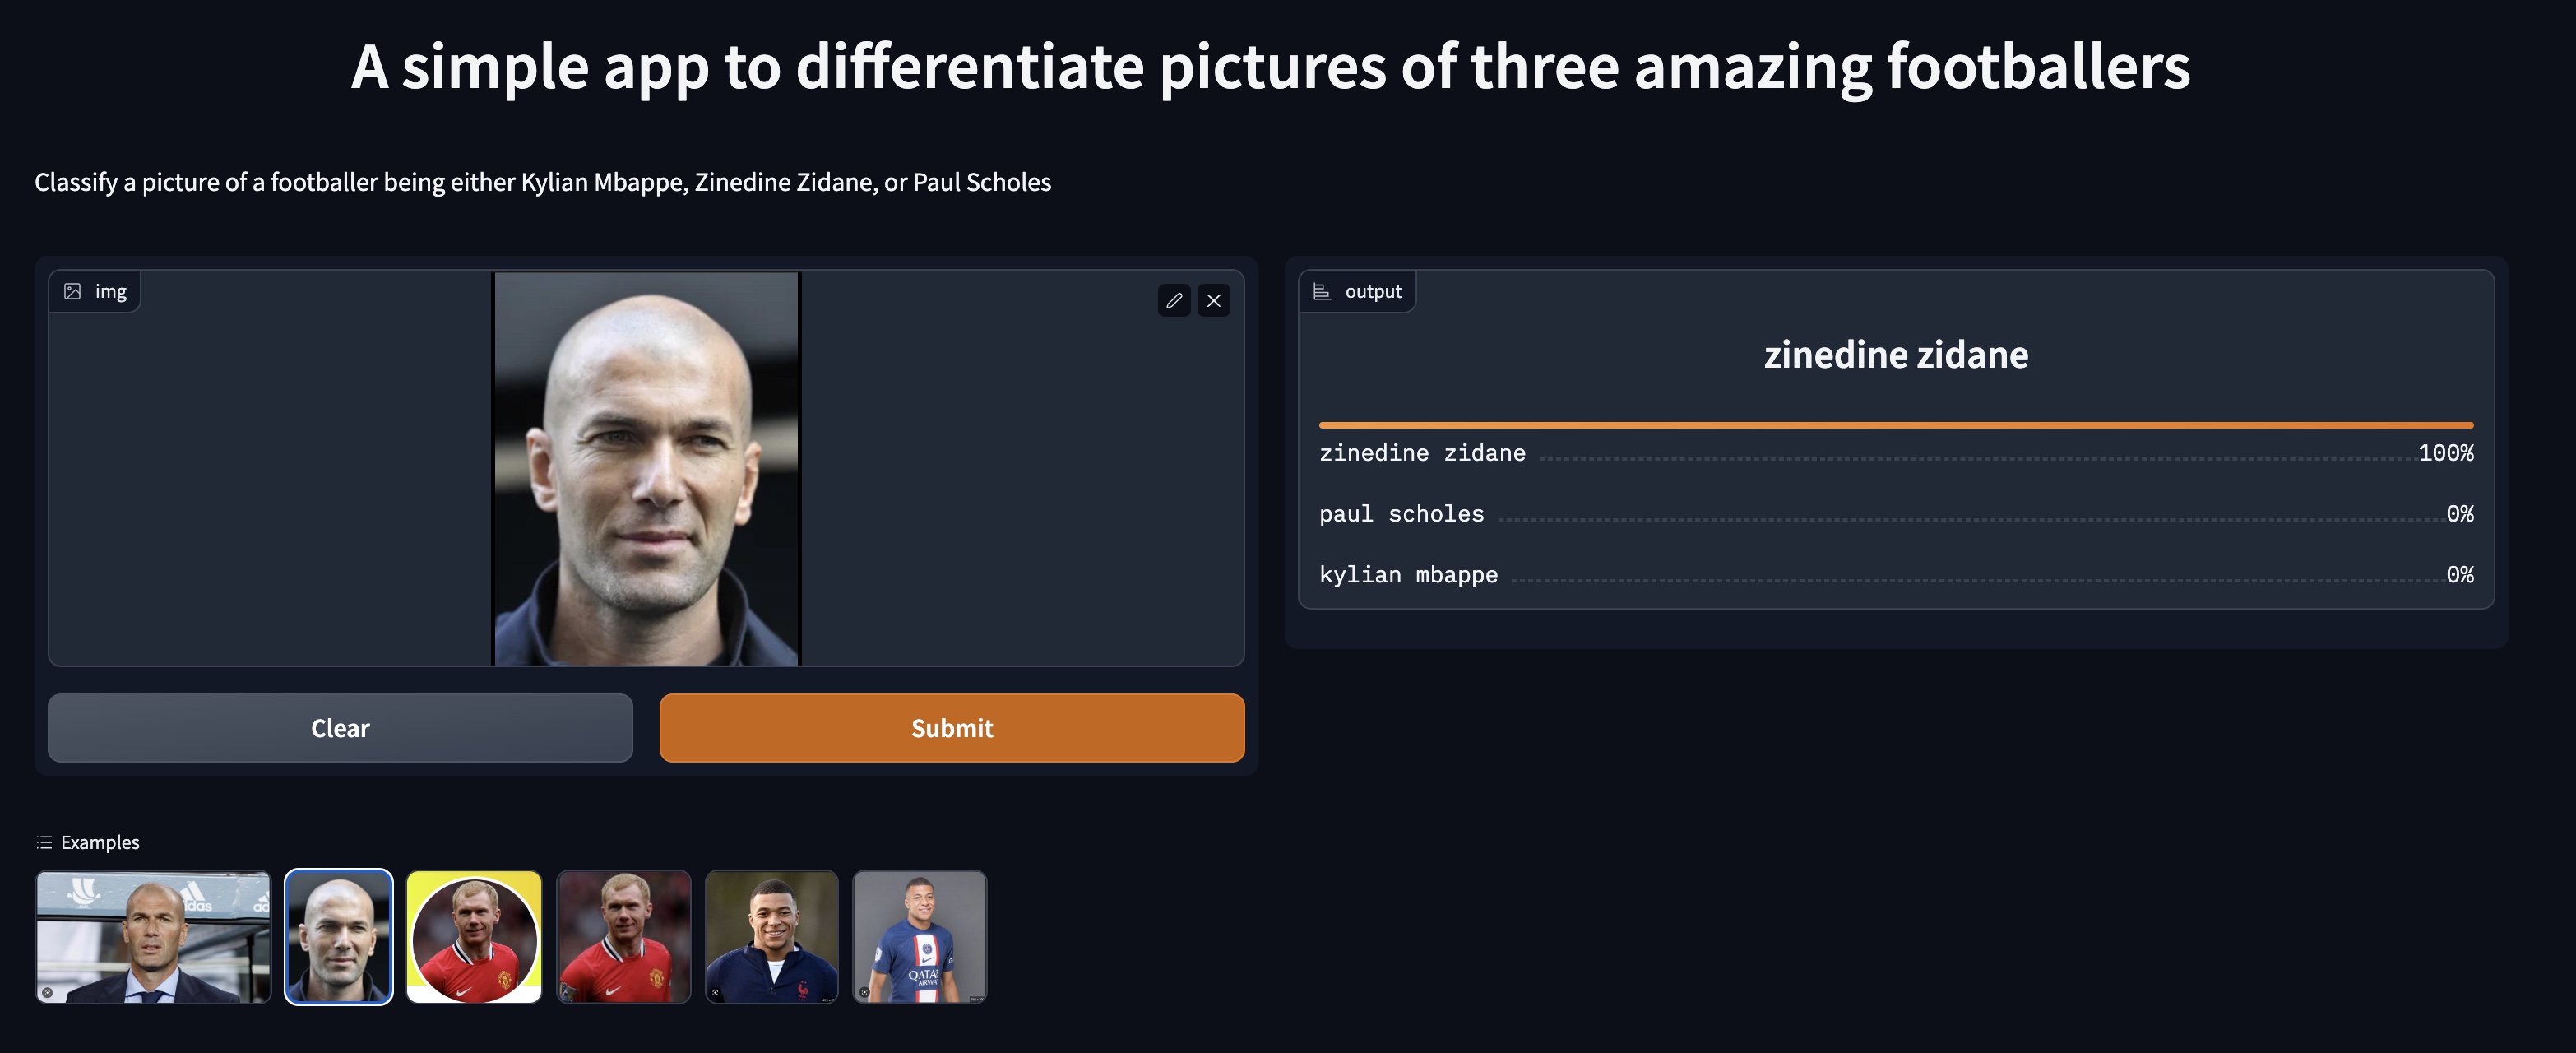 A simple app to differentiate pictures of three amazing footballers
Classify a picture of a footballer being either Kylian Mbappe, Zinedine Zidane, or Paul Scholes
img
output
zinedine zidane
zinedine zidane 100%
paul scholes 0%
kylian mbappe 0%
Clear
Submit
Examples
adidas
QATAR
AIRWA